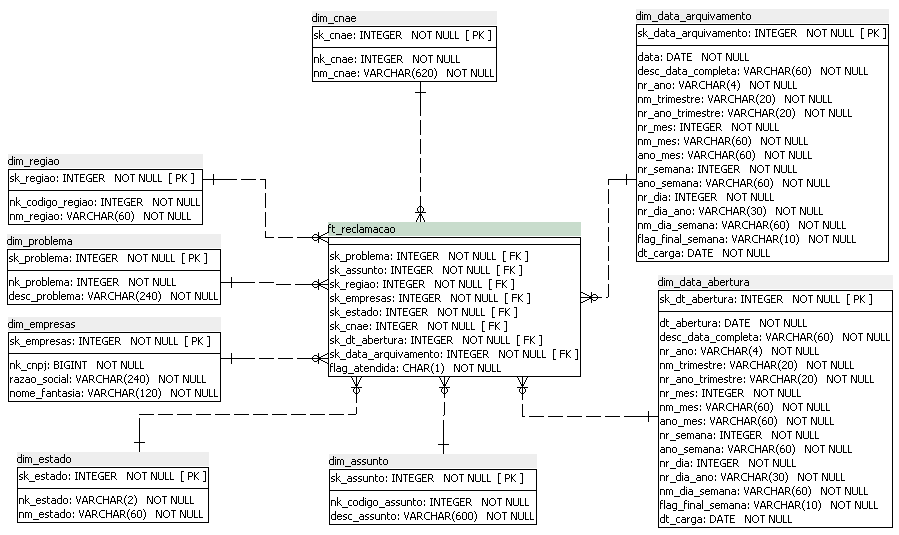 dim_cnae
sk_cnae: INTEGER NOT NULL [ PK ]
nk_cnae: INTEGER NOT NULL
nm_cnae: VARCHAR(620) NOT NULL
dim_data_arquivamento
sk_data_arquivamento: INTEGER NOT NULL [ PK ]
data: DATE NOT NULL
desc_data_completa: VARCHAR(60) NOT NULL
nr_ano: VARCHAR(4) NOT NULL
nm_trimestre: VARCHAR(20) NOT NULL
nr_ano_trimestre: VARCHAR(20) NOT NULL
nr_mes: INTEGER NOT NULL
nm_mes: VARCHAR(60) NOT NULL
ano_mes: VARCHAR(60) NOT NULL
nr_semana: INTEGER NOT NULL
ano_semana: VARCHAR(60) NOT NULL
nr_dia: INTEGER NOT NULL
nr_dia_ano: VARCHAR(30) NOT NULL
nm_dia_semana: VARCHAR(60) NOT NULL
flag_final_semana: VARCHAR(10) NOT NULL
dt_carga: DATE NOT NULL
dim_regiao
sk_regiao: INTEGER NOT NULL [ PK ]
nk_codigo_regiao: INTEGER NOT NULL
nm_regiao: VARCHAR(60) NOT NULL
ft_reclamacao
sk_problema: INTEGER NOT NULL [ FK ]
sk_assunto: INTEGER NOT NULL [ FK ]
sk_regiao: INTEGER NOT NULL [ FK ]
sk_empresas: INTEGER NOT NULL [ FK ]
sk_estado: INTEGER NOT NULL [ FK ]
sk_cnae: INTEGER NOT NULL [ FK ]
sk_dt_abertura: INTEGER NOT NULL [ FK ]
sk_data_arquivamento: INTEGER NOT NULL [ FK ]
flag_atendida: CHAR(1) NOT NULL
dim_problema
sk_problema: INTEGER NOT NULL [ PK ]
nk_problema: INTEGER NOT NULL
desc_problema: VARCHAR(240) NOT NULL
dim_empresas
sk_empresas: INTEGER NOT NULL [ PK ]
nk_cnpj: BIGINT NOT NULL
razao_social: VARCHAR(240) NOT NULL
nome_fantasia: VARCHAR(120) NOT NULL
dim_data_abertura
sk_dt_abertura: INTEGER NOT NULL [ PK ]
dt_abertura: DATE NOT NULL
desc_data_completa: VARCHAR(60) NOT NULL
nr_ano: VARCHAR(4) NOT NULL
nm_trimestre: VARCHAR(20) NOT NULL
nr_ano_trimestre: VARCHAR(20) NOT NULL
nr_mes: INTEGER NOT NULL
nm_mes: VARCHAR(60) NOT NULL
ano_mes: VARCHAR(60) NOT NULL
nr_semana: INTEGER NOT NULL
ano_semana: VARCHAR(60) NOT NULL
nr_dia: INTEGER NOT NULL
nr_dia_ano: VARCHAR(30) NOT NULL
nm_dia_semana: VARCHAR(60) NOT NULL
flag_final_semana: VARCHAR(10) NOT NULL
dt_carga: DATE NOT NULL
dim_estado
sk_estado: INTEGER NOT NULL [ PK ]
nk_estado: VARCHAR(2) NOT NULL
nm_estado: VARCHAR(60) NOT NULL
dim_assunto
sk_assunto: INTEGER NOT NULL [ PK ]
nk_codigo_assunto: INTEGER NOT NULL
desc_assunto: VARCHAR(600) NOT NULL